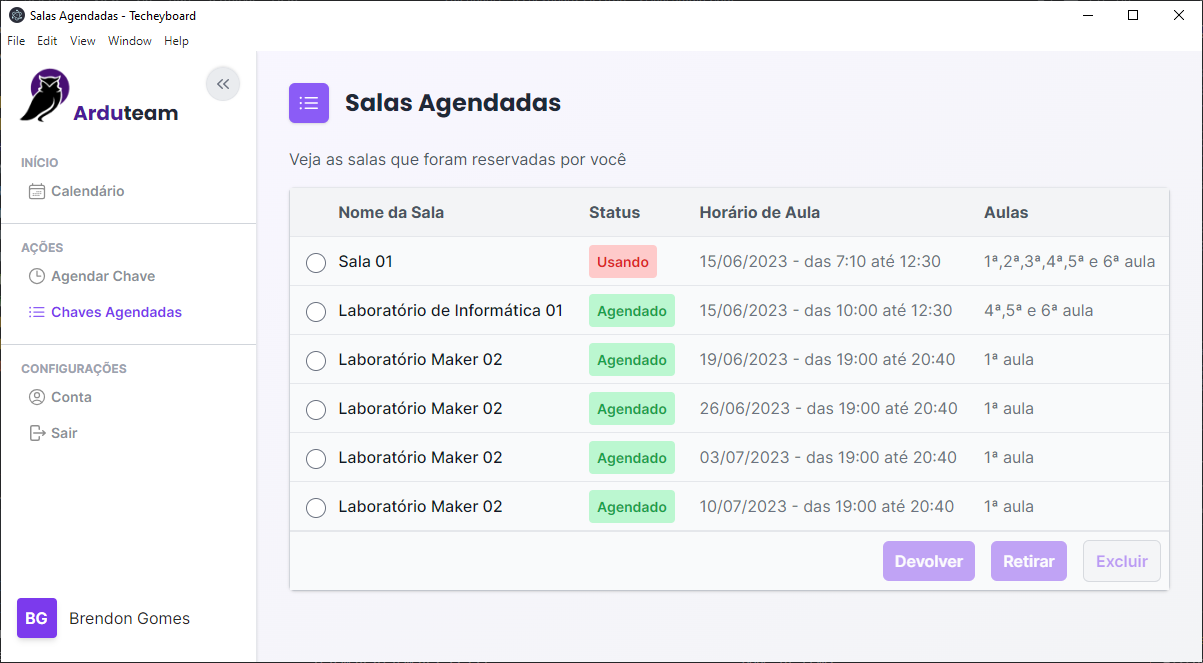 Salas Agendadas - Techeyboard
File Edit View Window Help
Arduteam
INÍCIO
Calendário
AÇÕES
Agendar Chave
Chaves Agendadas
CONFIGURAÇÕES
Conta
Sair
BG Brendon Gomes
Salas Agendadas
Veja as salas que foram reservadas por você
Nome da Sala Status Horário de Aula Aulas
Sala 01 Usando 15/06/2023 - das 7:10 até 12:30 1ª,2ª,3ª,4ª,5ª e 6ª aula
Laboratório de Informática 01 Agendado 15/06/2023 - das 10:00 até 12:30 4ª,5ª e 6ª aula
Laboratório Maker 02 Agendado 19/06/2023 - das 19:00 até 20:40 1ª aula
Laboratório Maker 02 Agendado 26/06/2023 - das 19:00 até 20:40 1ª aula
Laboratório Maker 02 Agendado 03/07/2023 - das 19:00 até 20:40 1ª aula
Laboratório Maker 02 Agendado 10/07/2023 - das 19:00 até 20:40 1ª aula
Devolver Retirar Excluir